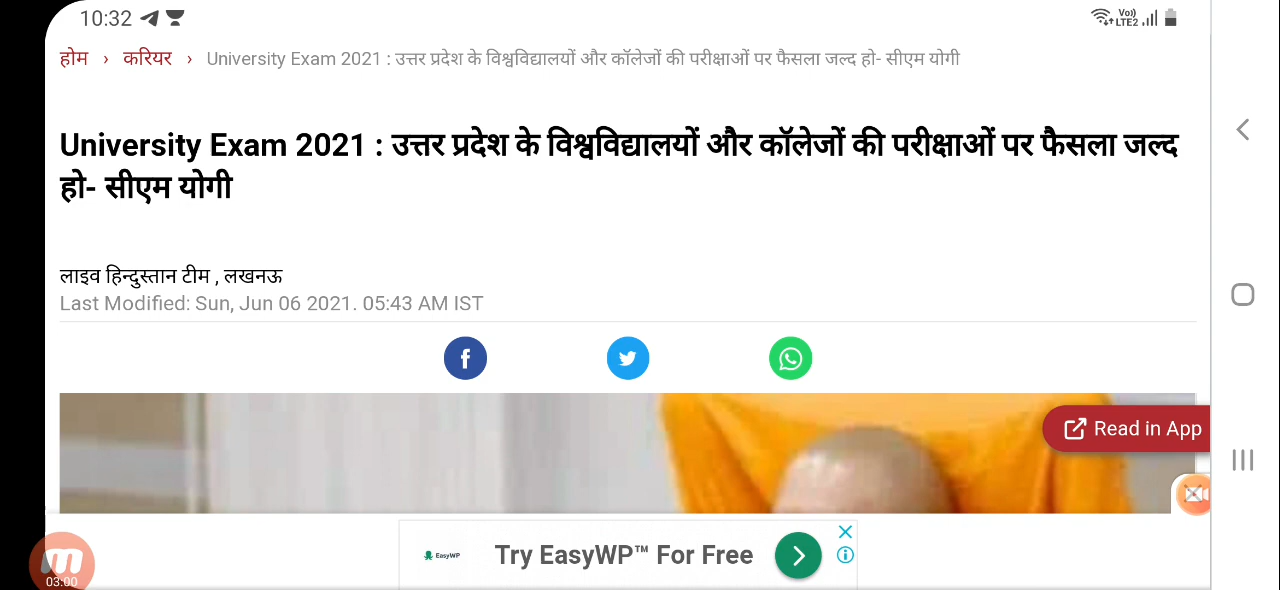 10:32
Vo)) LTE2
होम › करियर › University Exam 2021 : उत्तर प्रदेश के विश्वविद्यालयों और कॉलेजों की परीक्षाओं पर फैसला जल्द हो- सीएम योगी
University Exam 2021 : उत्तर प्रदेश के विश्वविद्यालयों और कॉलेजों की परीक्षाओं पर फैसला जल्द
हो- सीएम योगी
लाइव हिन्दुस्तान टीम , लखनऊ
Last Modified: Sun, Jun 06 2021. 05:43 AM IST
Read in App
EasyWP
Try EasyWP™ For Free
03:00